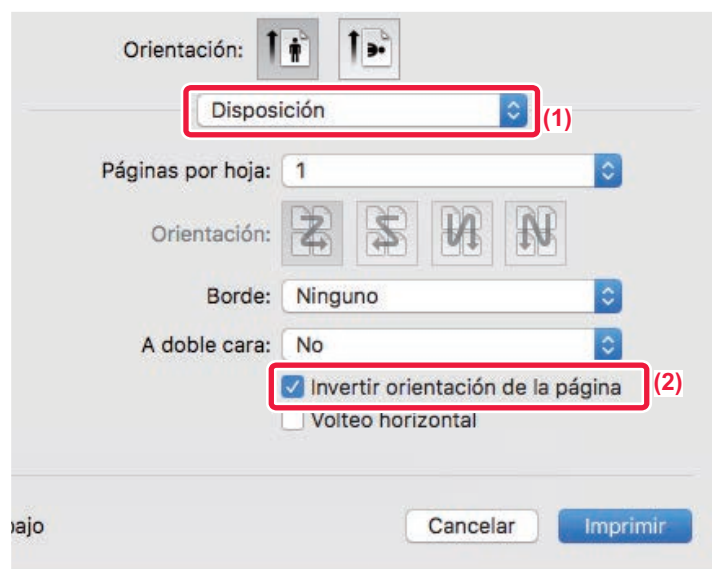 Orientación:
Disposición
(1)
Páginas por hoja: 1
Orientación:
Borde: Ninguno
A doble cara: No
Invertir orientación de la página
(2)
Volteo horizontal
bajo Cancelar Imprimir